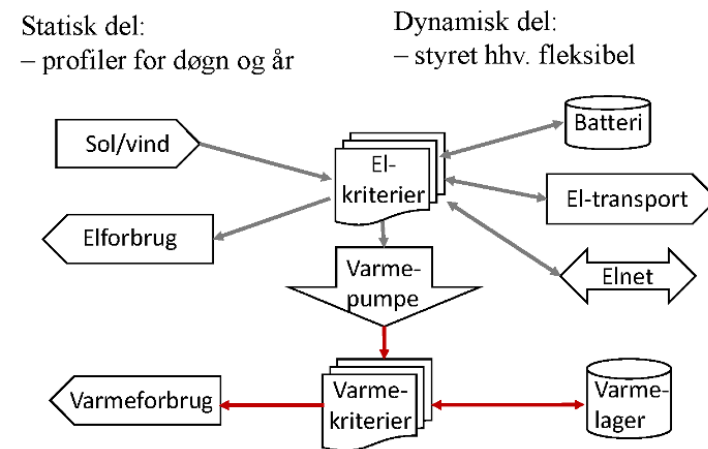 Statisk del:
– profiler for døgn og år
Dynamisk del:
– styret hhv. fleksibel
Sol/vind
El-
kriterier
Batteri
El-transport
Elforbrug
Elnet
Varme-
pumpe
Varmeforbrug
Varme-
kriterier
Varme-
lager